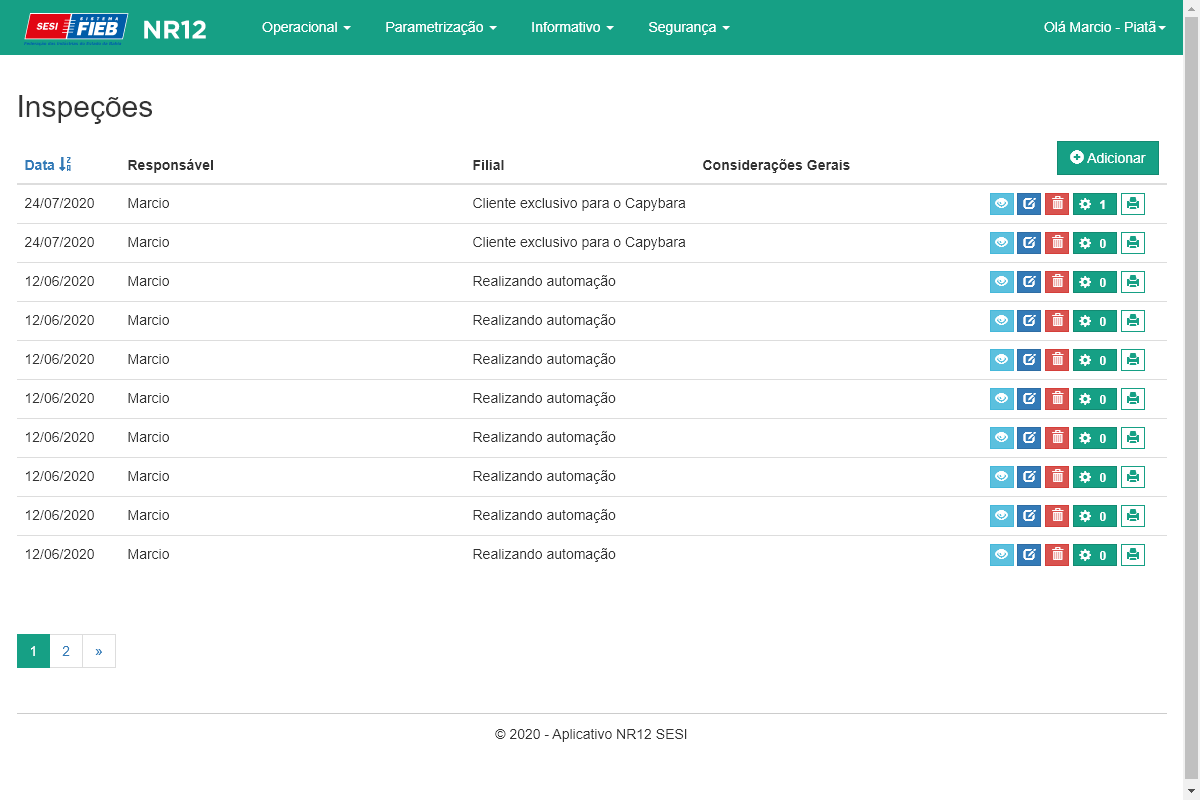 SESI SISTEMA FIEB NR12 Operacional Parametrização Informativo Segurança Olá Marcio - Piatã
Inspeções
Data Responsável Filial Considerações Gerais Adicionar
24/07/2020 Marcio Cliente exclusivo para o Capybara 1
24/07/2020 Marcio Cliente exclusivo para o Capybara 0
12/06/2020 Marcio Realizando automação 0
12/06/2020 Marcio Realizando automação 0
12/06/2020 Marcio Realizando automação 0
12/06/2020 Marcio Realizando automação 0
12/06/2020 Marcio Realizando automação 0
12/06/2020 Marcio Realizando automação 0
12/06/2020 Marcio Realizando automação 0
12/06/2020 Marcio Realizando automação 0
1 2 »
© 2020 - Aplicativo NR12 SESI